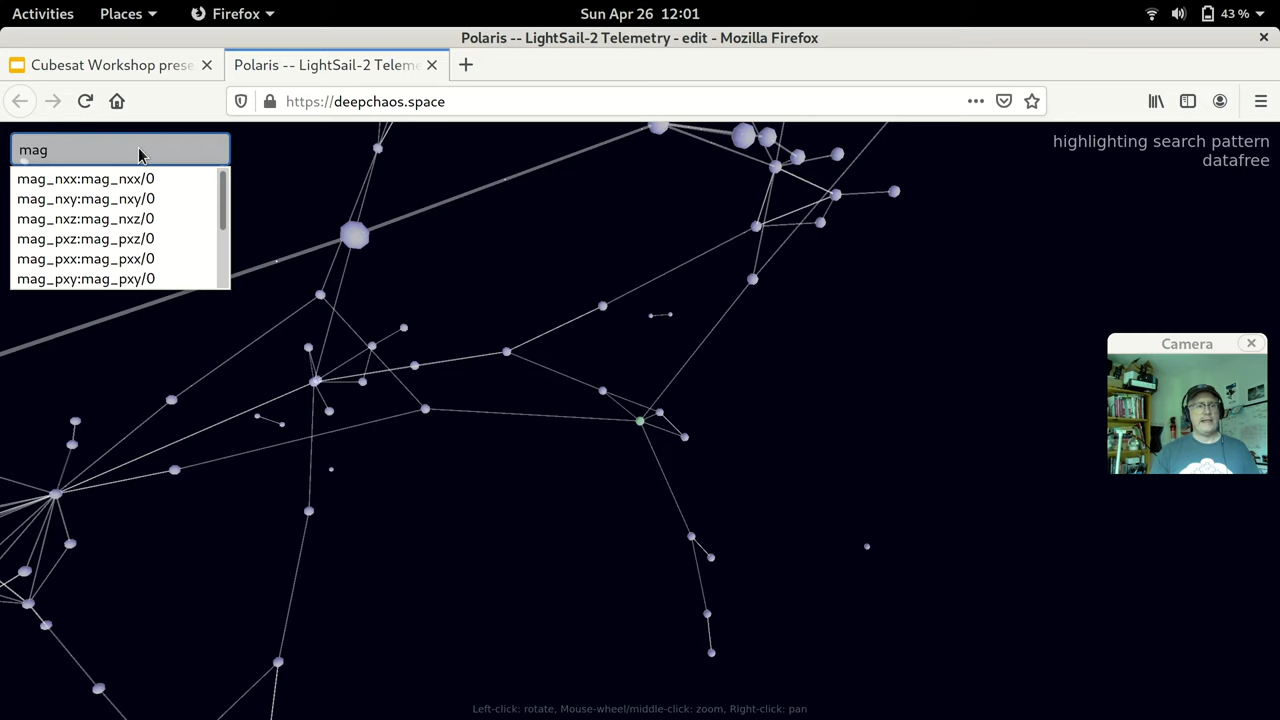 Activities Places Firefox Sun Apr 26 12:01 43 %
Polaris -- LightSail-2 Telemetry - edit - Mozilla Firefox
Cubesat Workshop prese Polaris -- LightSail-2 Teleme
https://deepchaos.space
mag
mag_nxx:mag_nxx/0
mag_nxy:mag_nxy/0
mag_nxz:mag_nxz/0
mag_pxz:mag_pxz/0
mag_pxx:mag_pxx/0
mag_pxy:mag_pxy/0
highlighting search pattern
datafree
Camera
Left-click: rotate, Mouse-wheel/middle-click: zoom, Right-click: pan